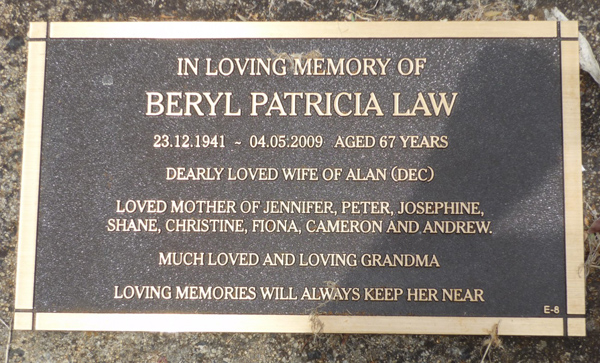 IN LOVING MEMORY OF
BERYL PATRICIA LAW
23.12.1941 ~ 04.05.2009 AGED 67 YEARS
DEARLY LOVED WIFE OF ALAN (DEC)
LOVED MOTHER OF JENNIFER, PETER, JOSEPHINE,
SHANE, CHRISTINE, FIONA, CAMERON AND ANDREW.
MUCH LOVED AND LOVING GRANDMA
LOVING MEMORIES WILL ALWAYS KEEP HER NEAR
E-8